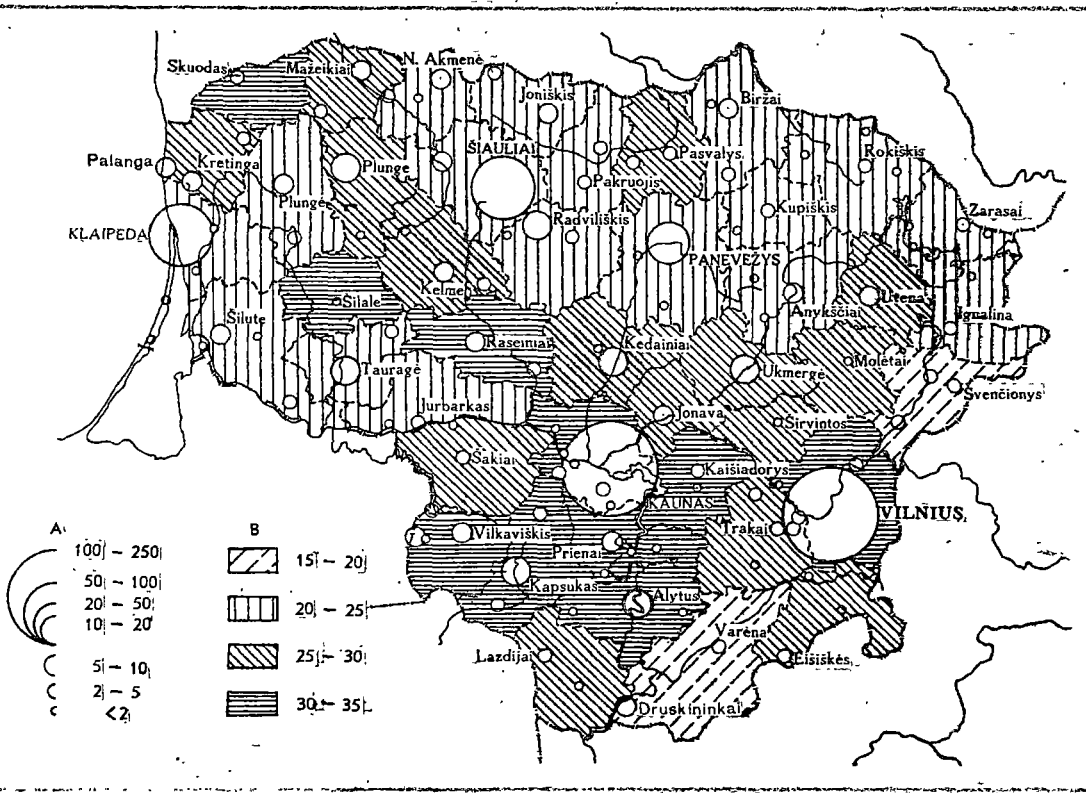 Skuodas
Mažeikiai
N. Akmenė
Joniškis
Biržai
Palanga
Kretinga
Plunge
ŠIAULIAI
Pasvalys
Rokiškis
Plungė
Pakruojis
KLAIPEDA
Radviliškis
Kupiškis
Zarasai
PANEVĖŽYS
Kelmė
Šilale
Utena
Anykščiai
Ignalina
Šilutė
Raseiniai
Kėdainiai
Molėtai
Tauragė
Ukmergė
Švenčionys
Jurbarkas
Jonava
Širvintos
Šakiai
Kaišiadorys
KAUNAS
VILNIUS
Vilkaviškis
Prienai
Trakai
Kapsukas
Alytus
Varėna
Lazdijai
Eišiškės
Druskininkai
A
100 – 250
50 – 100
20 – 50
10 – 20
5 – 10
2 – 5
<2
B
15 – 20
20 – 25
25 – 30
30 – 35